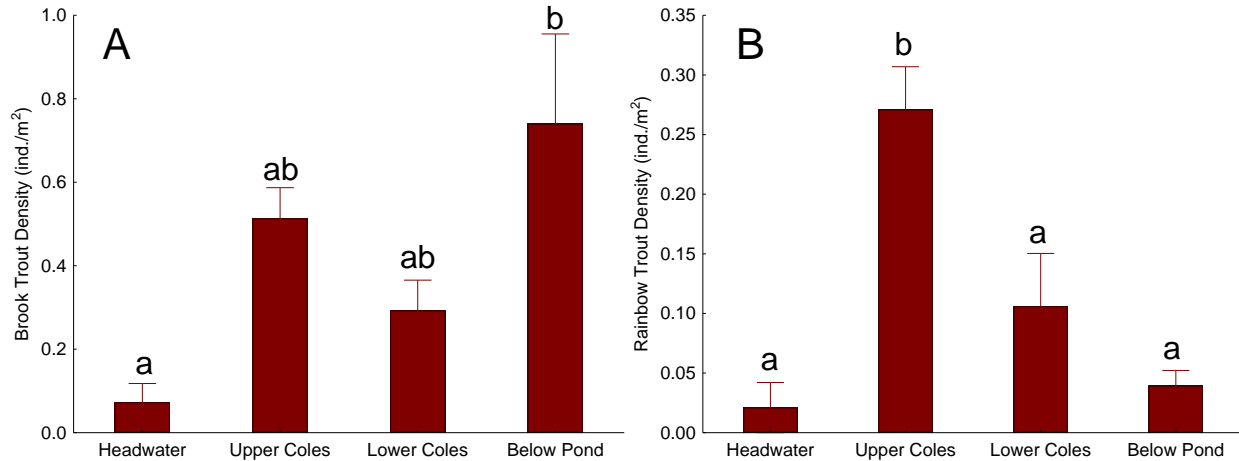 A
Brook Trout Density (ind./m²)
1.0
0.8
0.6
0.4
0.2
0.0
a
ab
ab
b
Headwater
Upper Coles
Lower Coles
Below Pond
B
Rainbow Trout Density (ind./m²)
0.35
0.30
0.25
0.20
0.15
0.10
0.05
0.00
a
b
a
a
Headwater
Upper Coles
Lower Coles
Below Pond